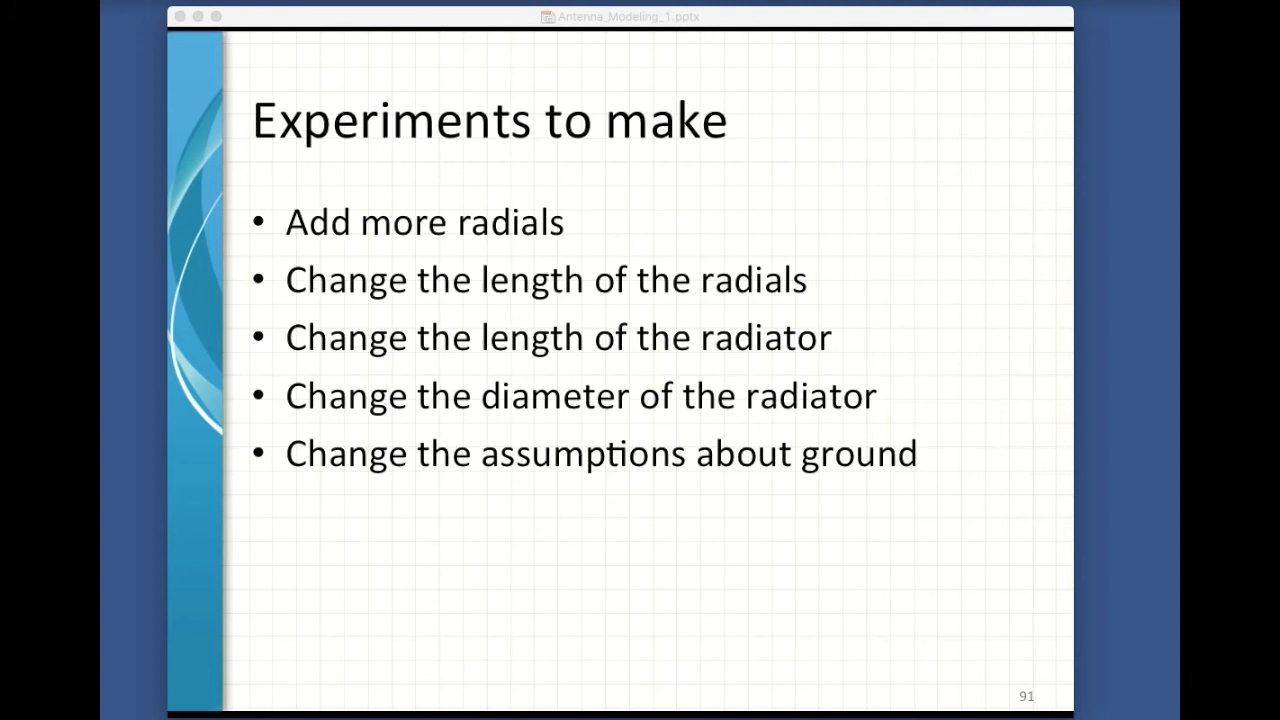 Antenna_Modeling_1.pptx
Experiments to make
• Add more radials
• Change the length of the radials
• Change the length of the radiator
• Change the diameter of the radiator
• Change the assumptions about ground
91